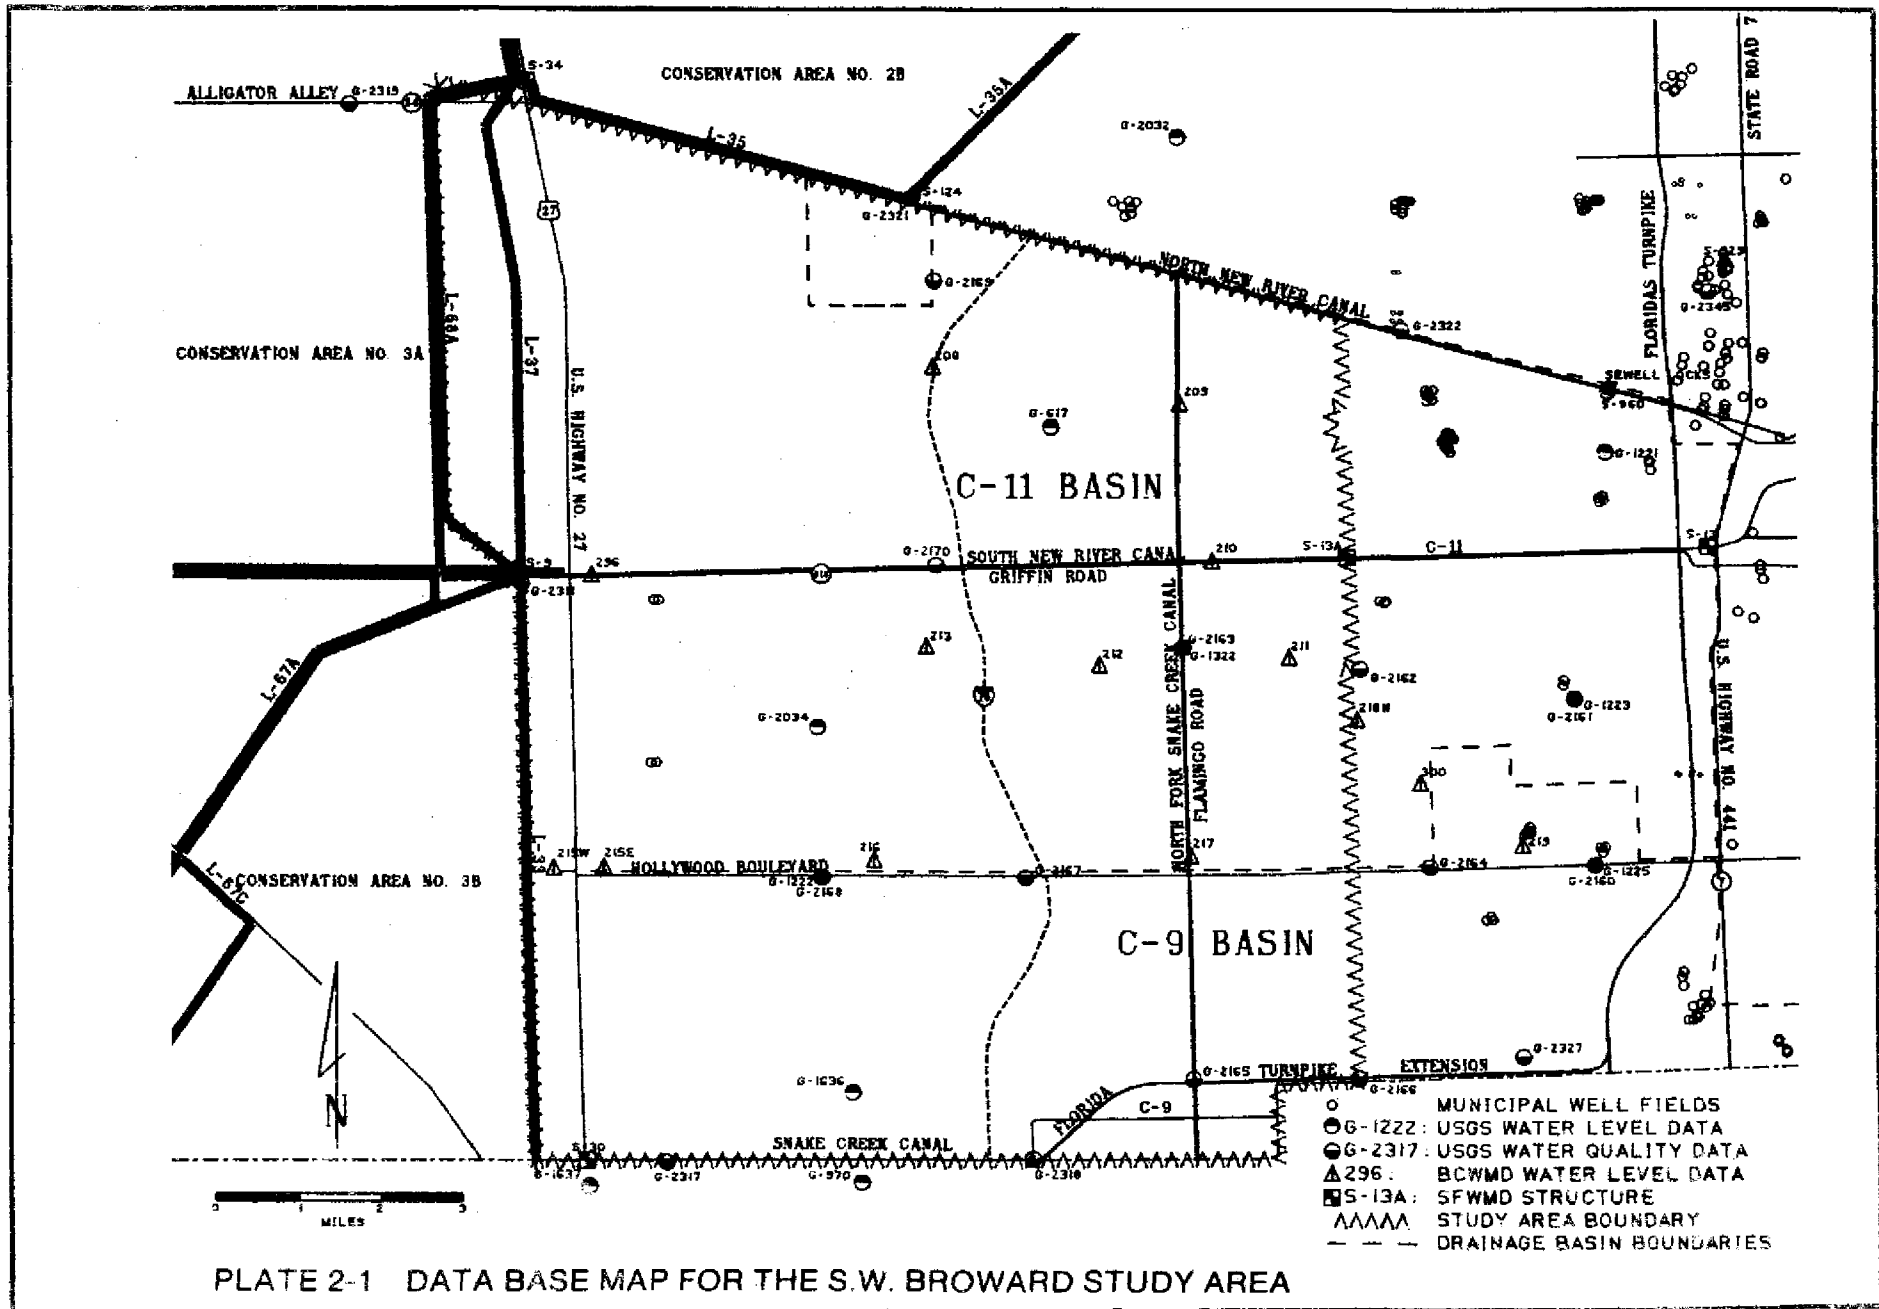 S-34
CONSERVATION AREA NO. 2B
STATE ROAD 7
ALLIGATOR ALLEY
G-2319
L-35A
L-35
G-2032
27
S-124
G-2321
FLORIDAS TURNPIKE
NORTH NEW RIVER CANAL
G-2169
G-2345
L-68A
L-37
G-2322
CONSERVATION AREA NO. 3A
208
U.S. HIGHWAY NO. 27
209
SEWELL LOCKS
G-617
G-1221
C-11 BASIN
S-9
296
G-2170
SOUTH NEW RIVER CANAL
210
S-13A
C-11
S-13
GRIFFIN ROAD
213
212
G-2163
G-1322
211
G-2162
L-67A
NORTH FORK SNAKE CREEK CANAL
FLAMINGO ROAD
G-2034
G-1223
G-2161
218N
U.S. HIGHWAY NO. 441
300
L-33
215W
215E
HOLLYWOOD BOULEVARD
216
217
219
G-1222
G-2168
G-2167
G-2164
G-2160
G-1225
7
L-67C
CONSERVATION AREA NO. 3B
C-9 BASIN
G-2327
G-1636
G-2165
TURNPIKE
EXTENSION
G-2166
FLORIDA
C-9
N
SNAKE CREEK CANAL
S-30
G-1637
G-2317
G-970
G-2318
0 1 2 3
MILES
MUNICIPAL WELL FIELDS
G-1222: USGS WATER LEVEL DATA
G-2317: USGS WATER QUALITY DATA
296: BCWMD WATER LEVEL DATA
S-13A: SFWMD STRUCTURE
STUDY AREA BOUNDARY
DRAINAGE BASIN BOUNDARIES
PLATE 2-1 DATA BASE MAP FOR THE S.W. BROWARD STUDY AREA